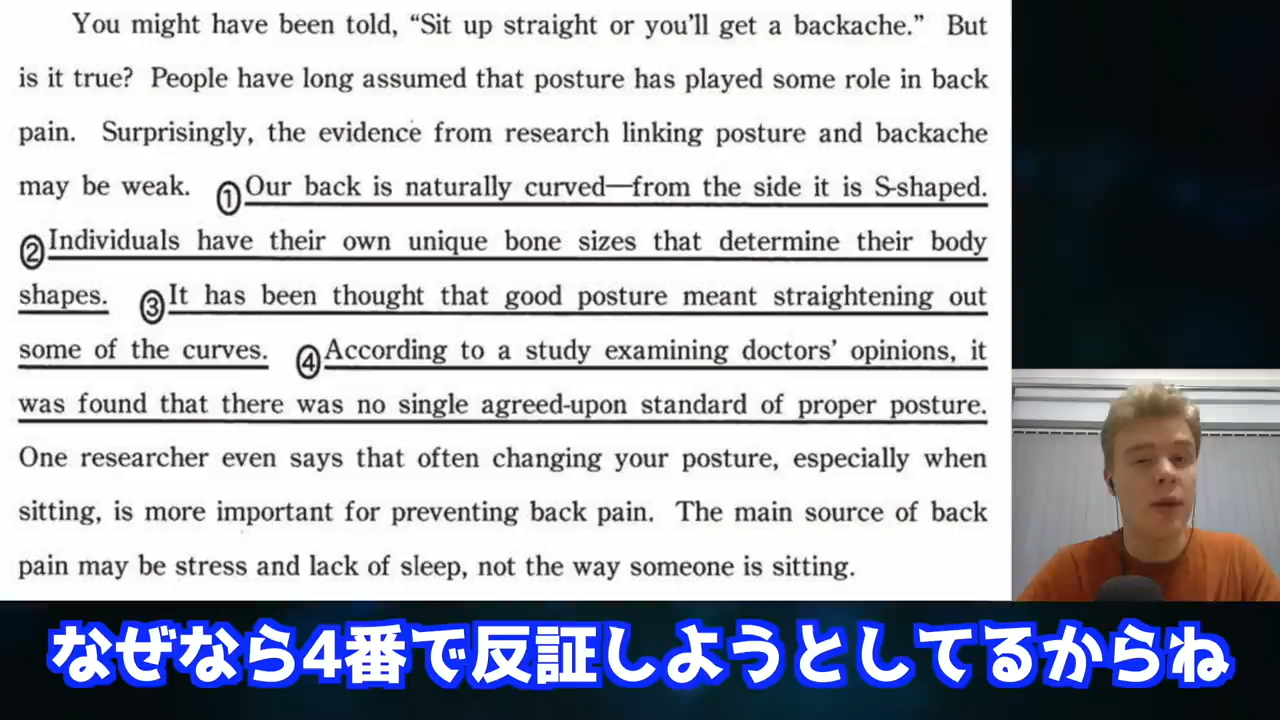 You might have been told, “Sit up straight or you’ll get a backache.” But
is it true? People have long assumed that posture has played some role in back
pain. Surprisingly, the evidence from research linking posture and backache
may be weak. ①Our back is naturally curved—from the side it is S-shaped.
②Individuals have their own unique bone sizes that determine their body
shapes. ③It has been thought that good posture meant straightening out
some of the curves. ④According to a study examining doctors’ opinions, it
was found that there was no single agreed-upon standard of proper posture.
One researcher even says that often changing your posture, especially when
sitting, is more important for preventing back pain. The main source of back
pain may be stress and lack of sleep, not the way someone is sitting.
なぜなら4番で反証しようとしてるからね